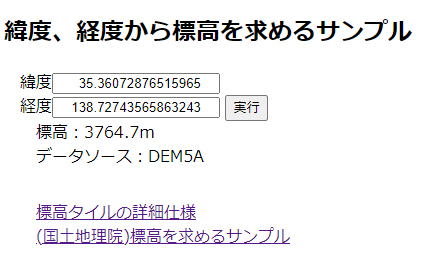 緯度、経度から標高を求めるサンプル
緯度 35.36072876515965
経度 138.72743565863243 実行
標高：3764.7m
データソース：DEM5A
標高タイルの詳細仕様
(国土地理院)標高を求めるサンプル